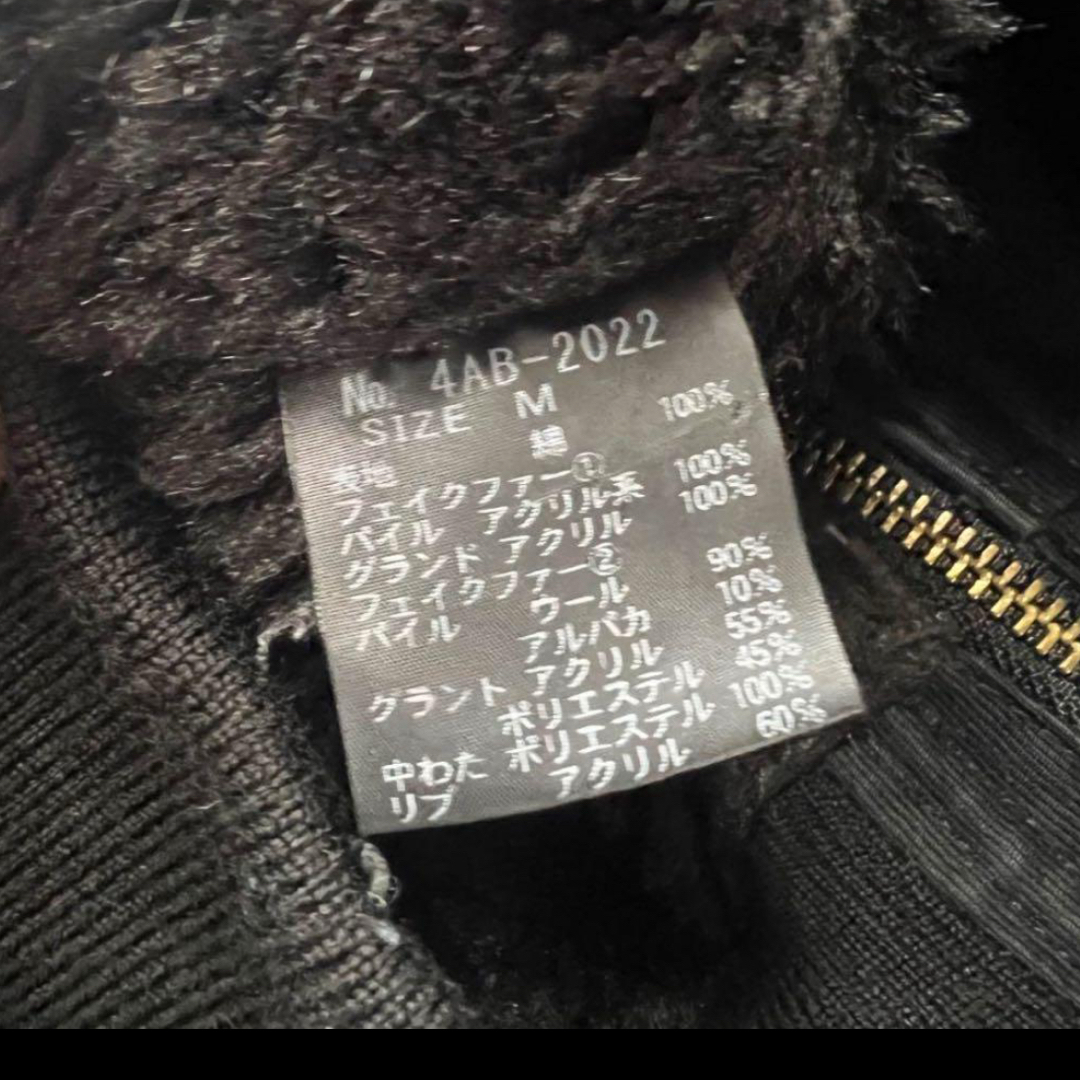 No. 4AB-2022
SIZE M
表地 綿 100%
フェイクファー①
パイル アクリル系 100%
グランド アクリル 100%
フェイクファー②
パイル ウール 90%
アルパカ 10%
グランド アクリル 55%
ポリエステル 45%
中わた ポリエステル 100%
リブ アクリル 60%